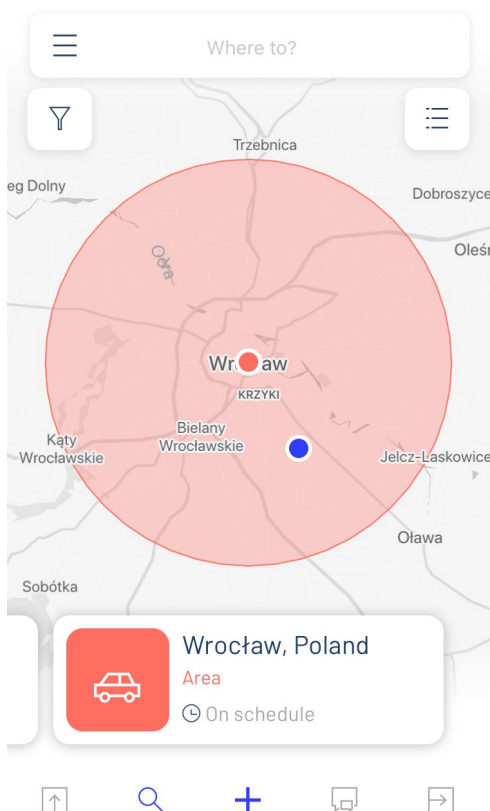 Where to?
Trzebnica
eg Dolny
Dobroszyce
Oleśn
Odra
Wr aw
KRZYKI
Bielany
Wrocławskie
Kąty
Wrocławskie
Jelcz-Laskowice
Oława
Sobótka
Wrocław, Poland
Area
On schedule